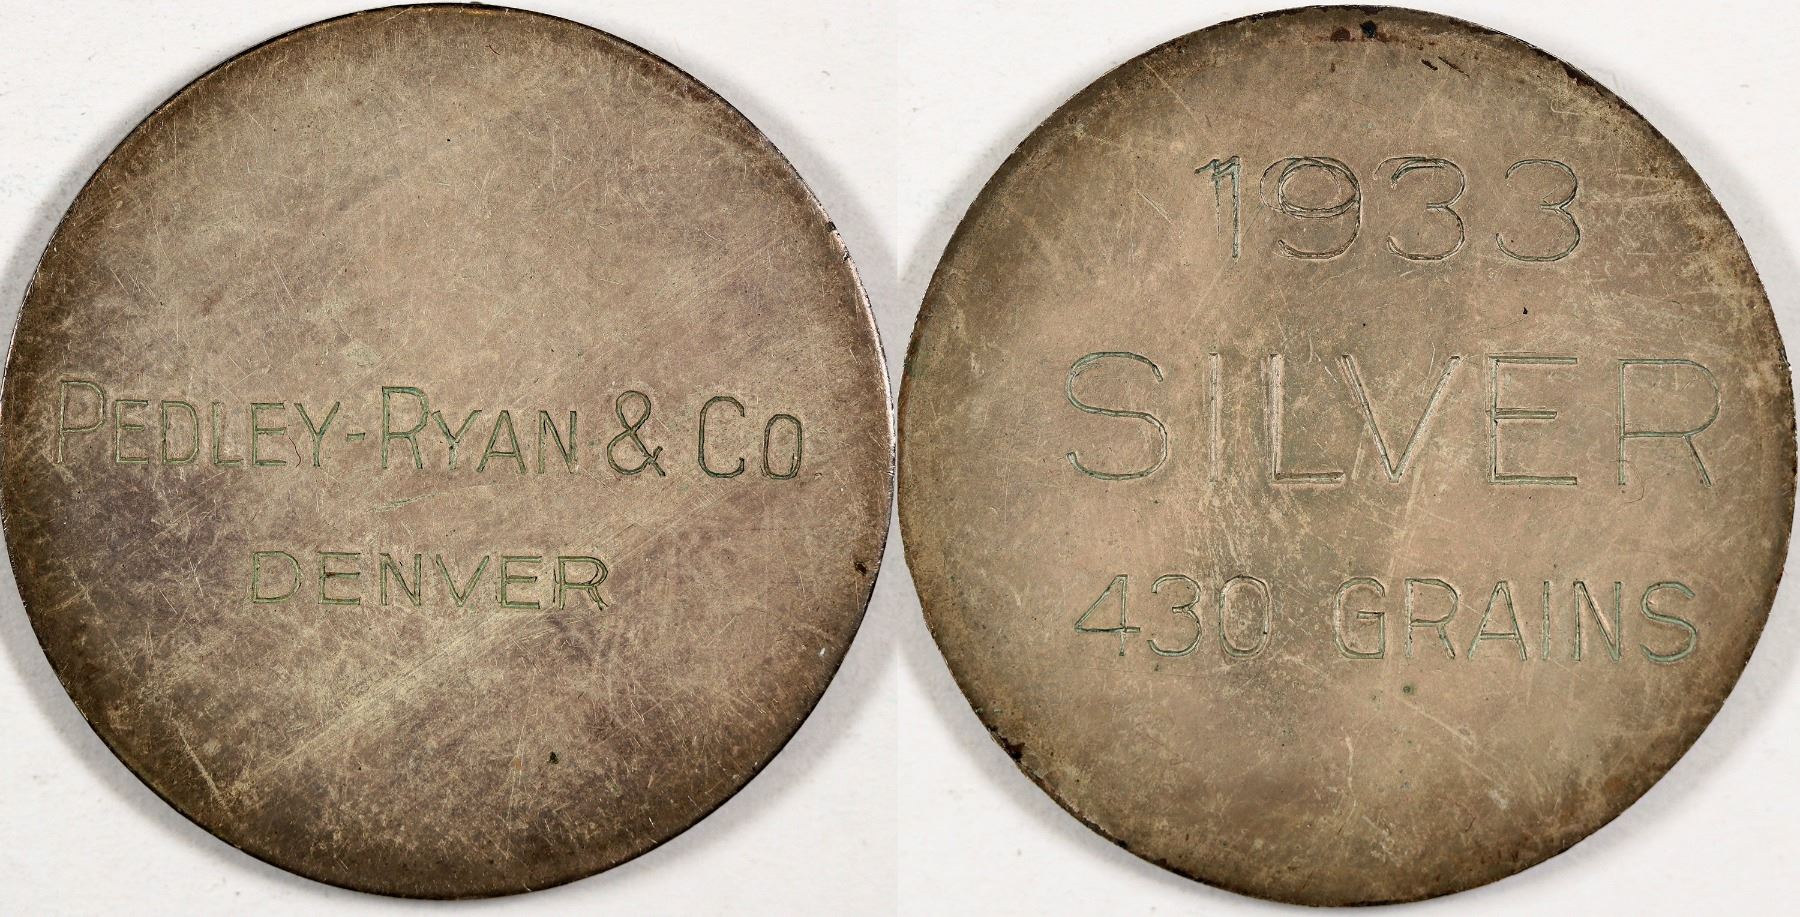 PEDLEY-RYAN & CO
DENVER
1933
SILVER
430 GRAINS